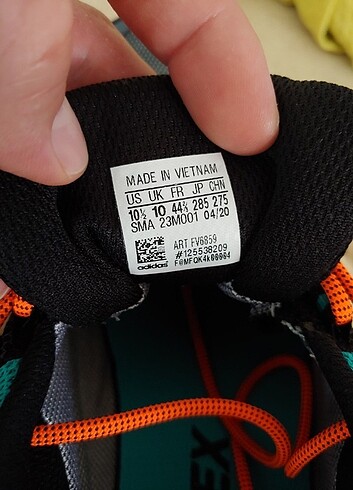 MADE IN VIETNAM
US UK FR JP CHN
10½ 10 44⅔ 285 275
SMA 23M001 04/20
ART FV6859
#125538209
adidas
EX